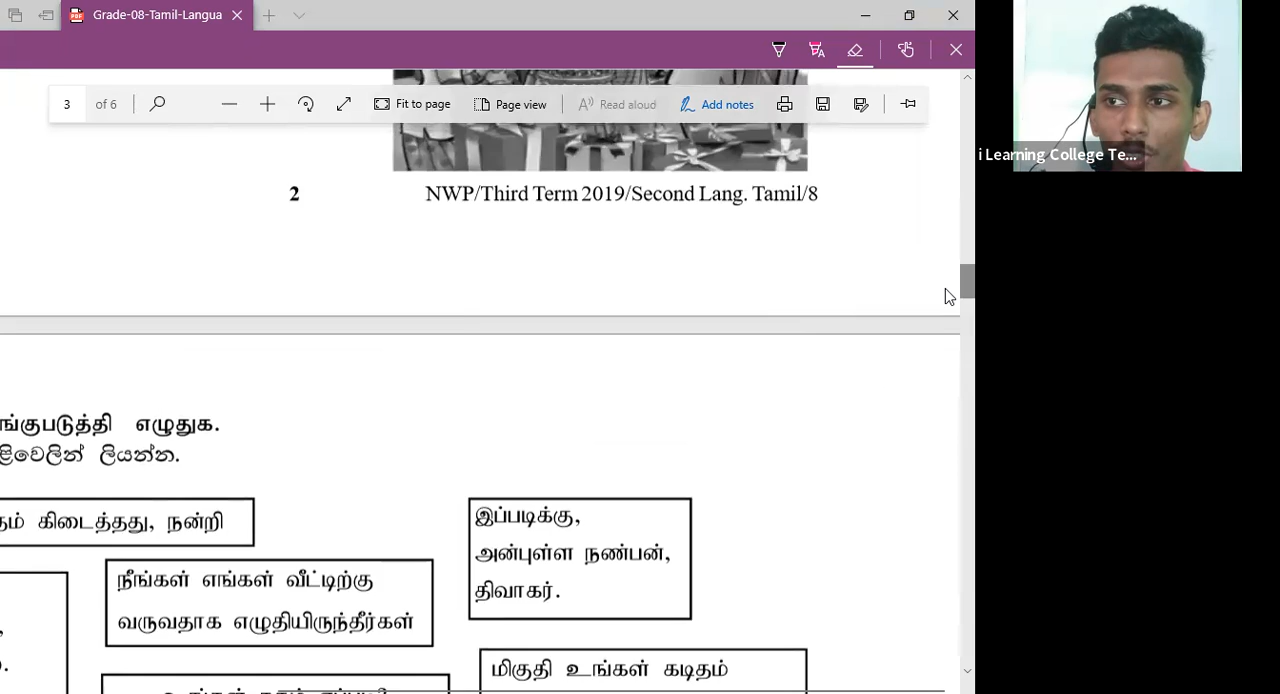 Grade-08-Tamil-Langua
3 of 6 Fit to page Page view Read aloud Add notes
i Learning College Te...
2 NWP/Third Term 2019/Second Lang. Tamil/8
எழுதுக.
ලියන්න.
கிடைத்தது, நன்றி
இப்படிக்கு,
அன்புள்ள நண்பன்,
திவாகர்.
நீங்கள் எங்கள் வீட்டிற்கு
வருவதாக எழுதியிருந்தீர்கள்
மிகுதி உங்கள் கடிதம்